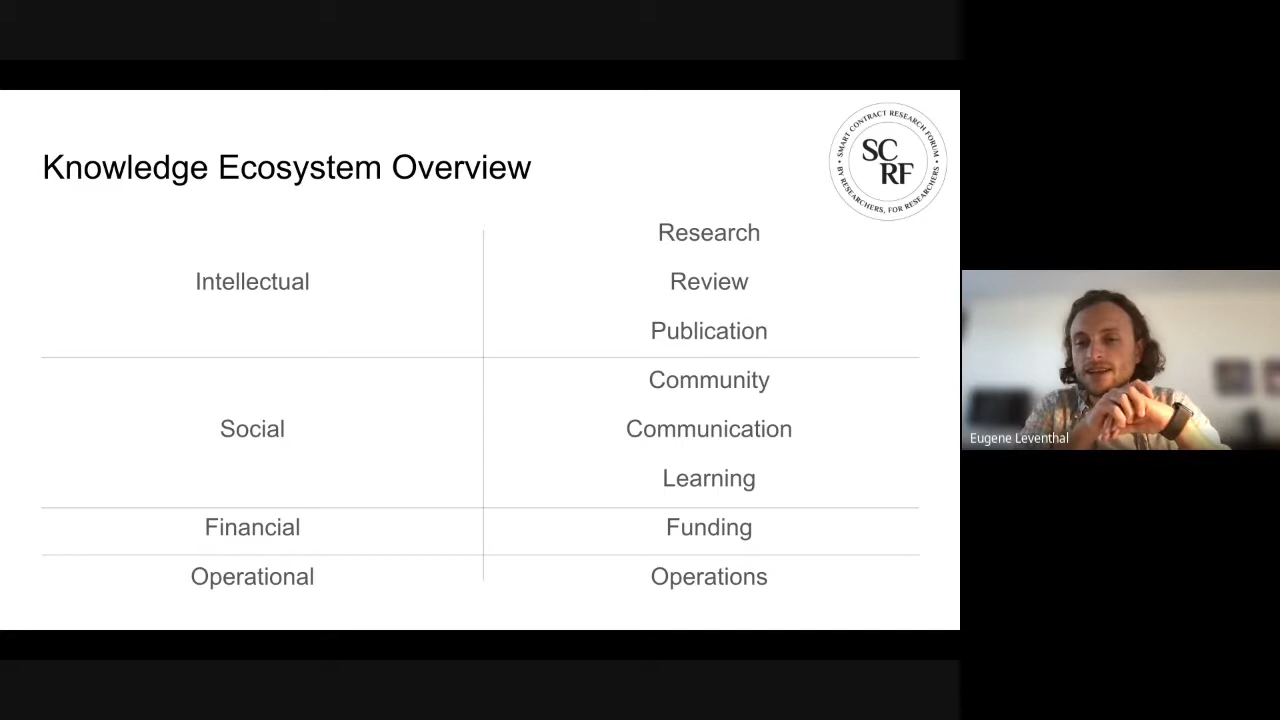 Knowledge Ecosystem Overview
• SMART CONTRACT RESEARCH FORUM •
BY RESEARCHERS, FOR RESEARCHERS
SC
RF
Intellectual
Research
Review
Publication
Social
Community
Communication
Learning
Financial
Funding
Operational
Operations
Eugene Leventhal